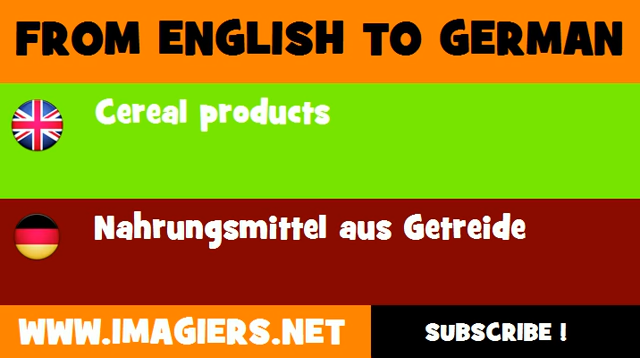 FROM ENGLISH TO GERMAN
Cereal products
Nahrungsmittel aus Getreide
WWW.IMAGIERS.NET
SUBSCRIBE !